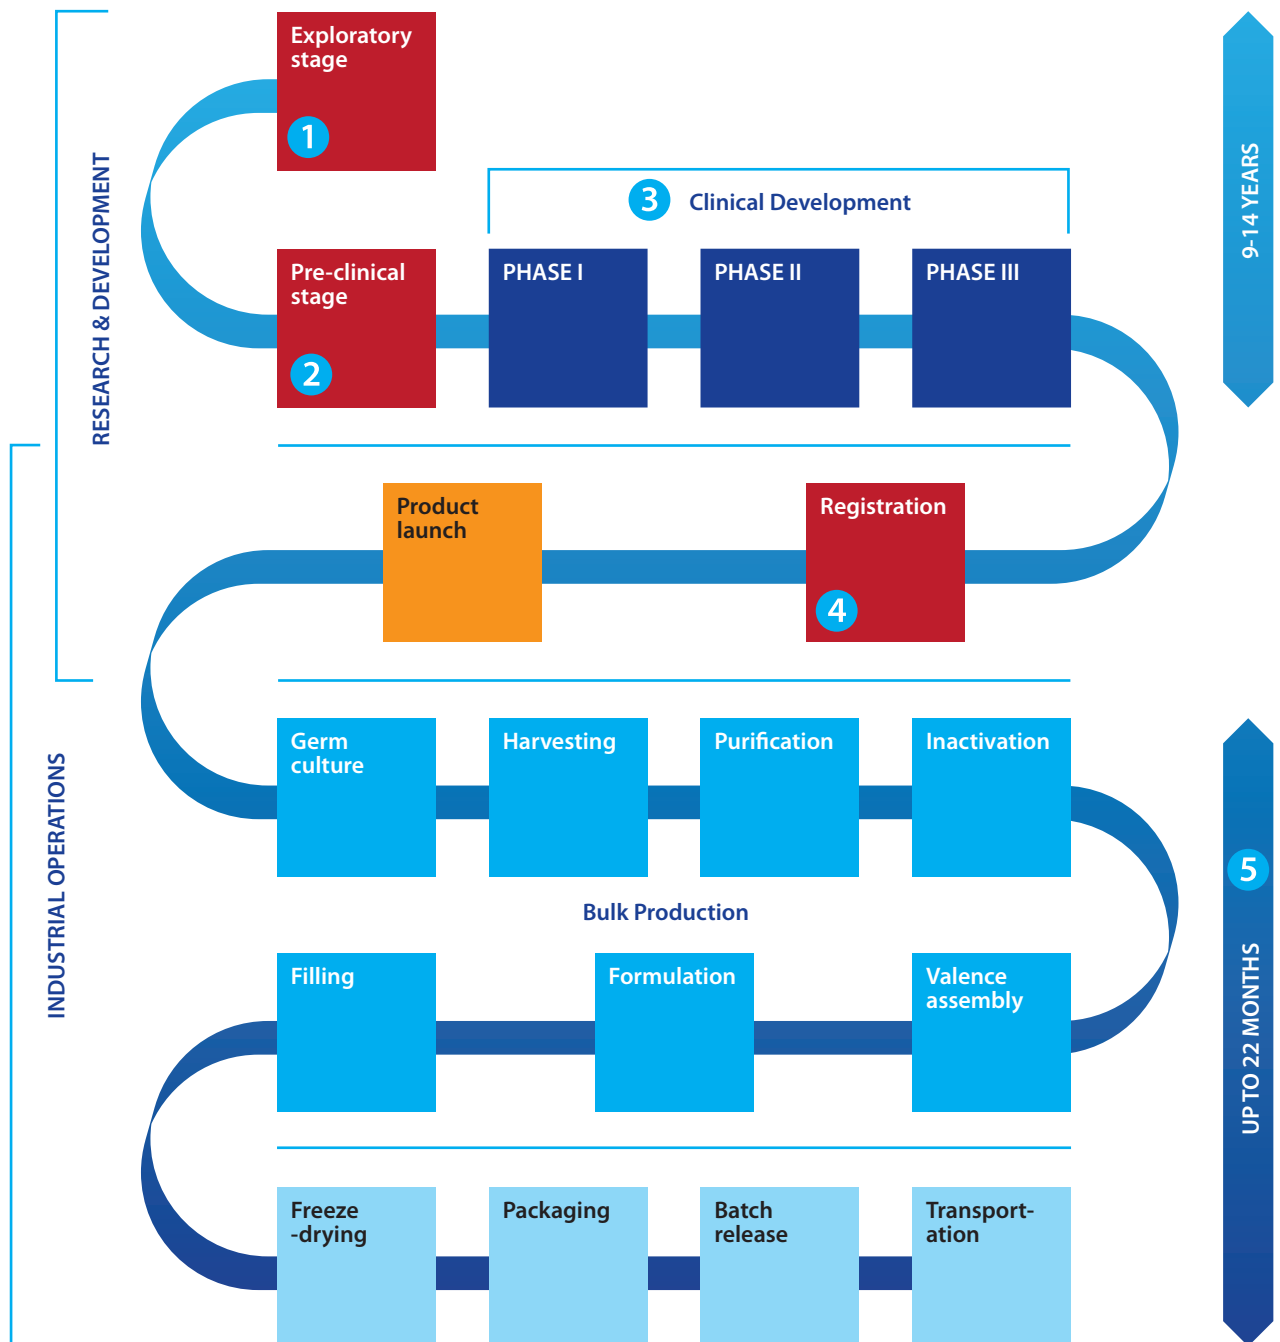 Exploratory
stage
1
RESEARCH & DEVELOPMENT
9-14 YEARS
3 Clinical Development
Pre-clinical
stage
2
PHASE I
PHASE II
PHASE III
Product
launch
Registration
4
INDUSTRIAL OPERATIONS
Germ
culture
Harvesting
Purification
Inactivation
5
UP TO 22 MONTHS
Bulk Production
Filling
Formulation
Valence
assembly
Freeze
-drying
Packaging
Batch
release
Transport-
ation